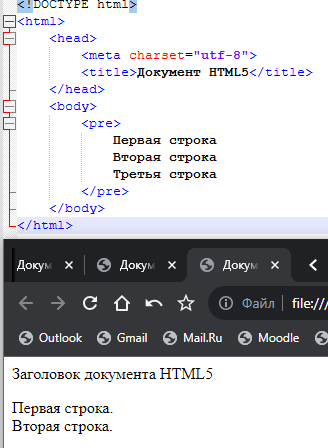 <!DOCTYPE html>
<html>
<head>
<meta charset="utf-8">
<title>Документ HTML5</title>
</head>
<body>
<pre>
Первая строка
Вторая строка
Третья строка
</pre>
</body>
</html>
Докум Докум Докум
Файл file:///
Outlook Gmail Mail.Ru Moodle
Заголовок документа HTML5
Первая строка.
Вторая строка.